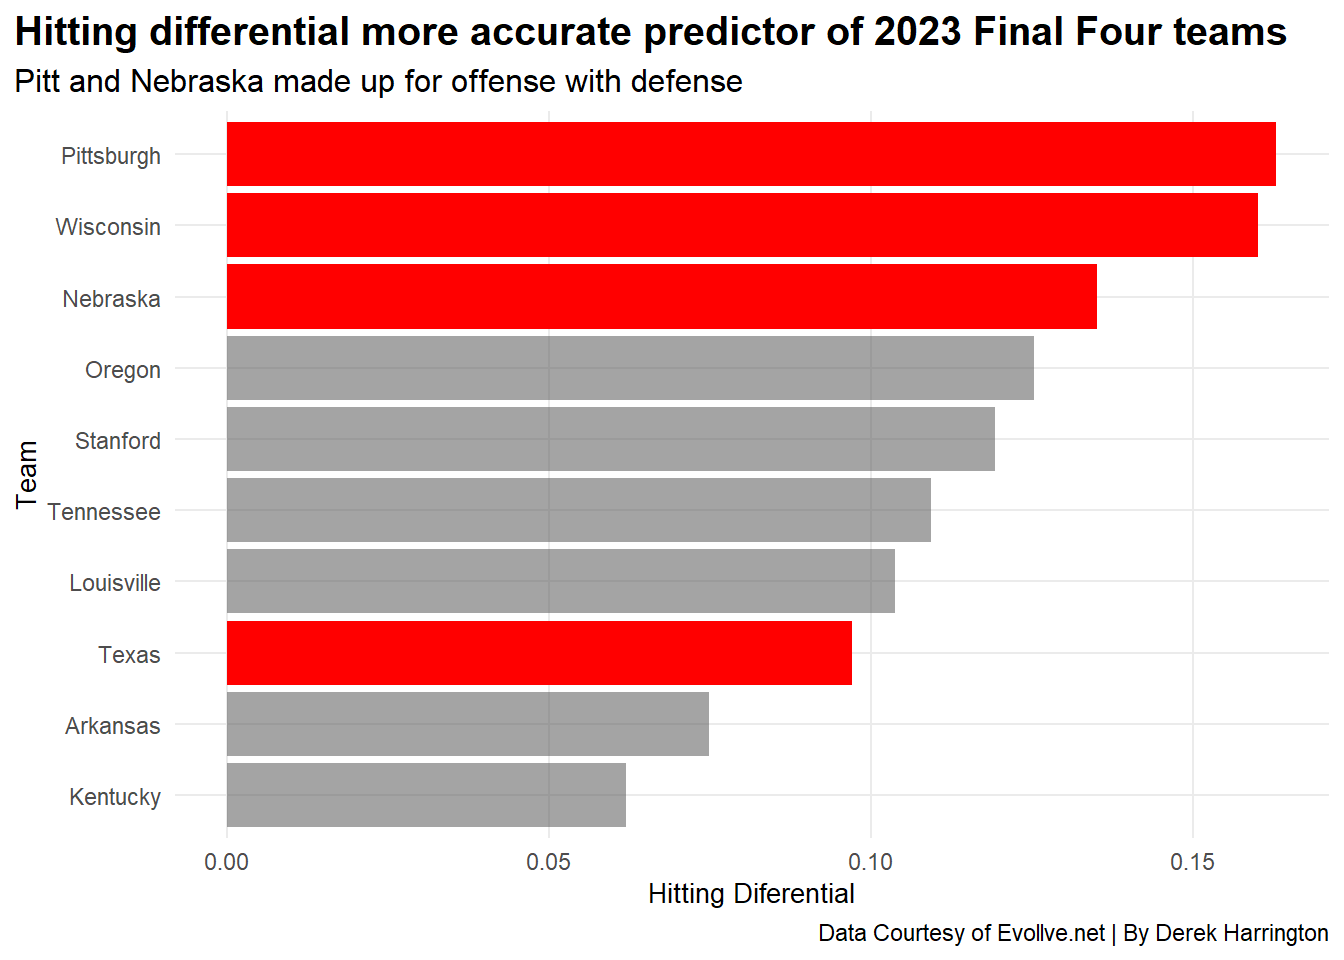 Hitting differential more accurate predictor of 2023 Final Four teams
Pitt and Nebraska made up for offense with defense
Team
Pittsburgh
Wisconsin
Nebraska
Oregon
Stanford
Tennessee
Louisville
Texas
Arkansas
Kentucky
0.00 0.05 0.10 0.15
Hitting Diferential
Data Courtesy of Evollve.net | By Derek Harrington